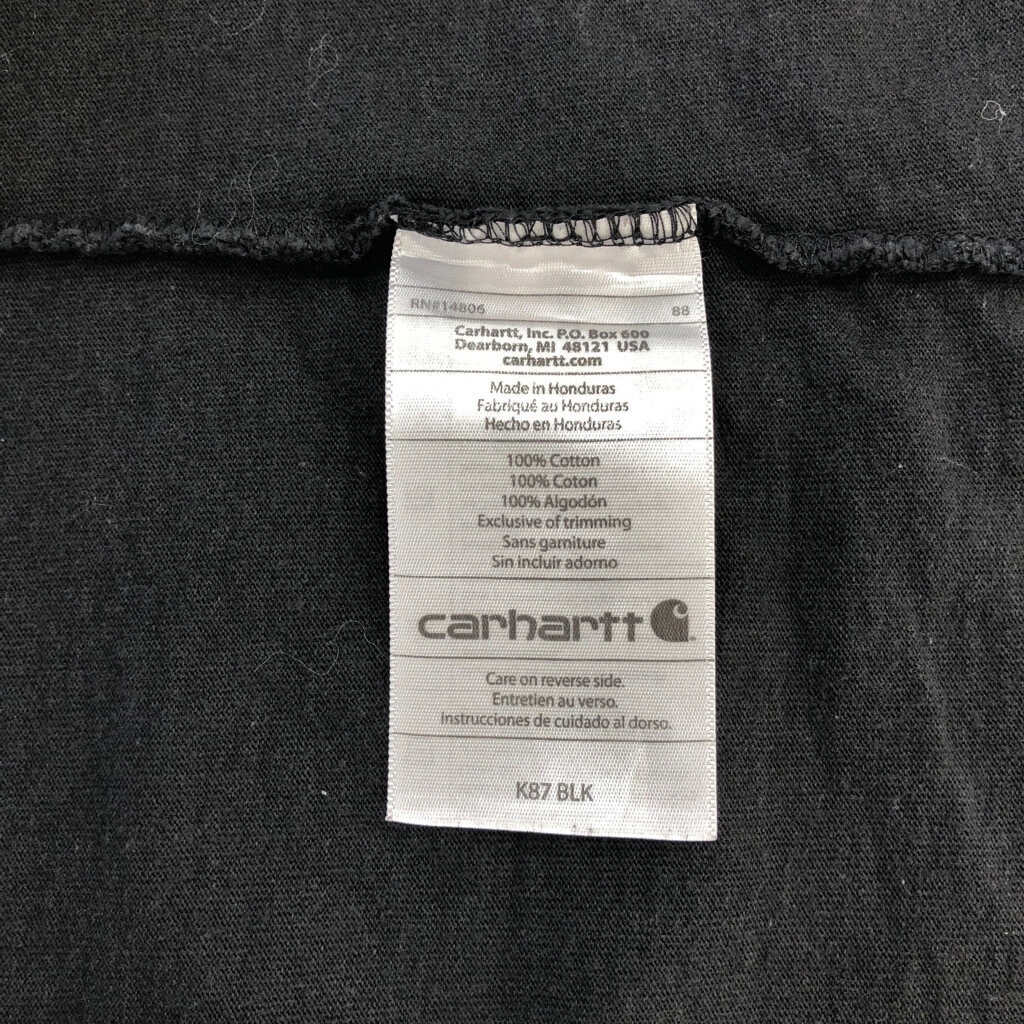 RN#14806 88
Carhartt, Inc. P.O. Box 600
Dearborn, MI 48121 USA
carhartt.com
Made in Honduras
Fabriqué au Honduras
Hecho en Honduras
100% Cotton
100% Coton
100% Algodón
Exclusive of trimming
Sans garniture
Sin incluir adorno
carhartt
Care on reverse side.
Entretien au verso.
Instrucciones de cuidado al dorso.
K87 BLK